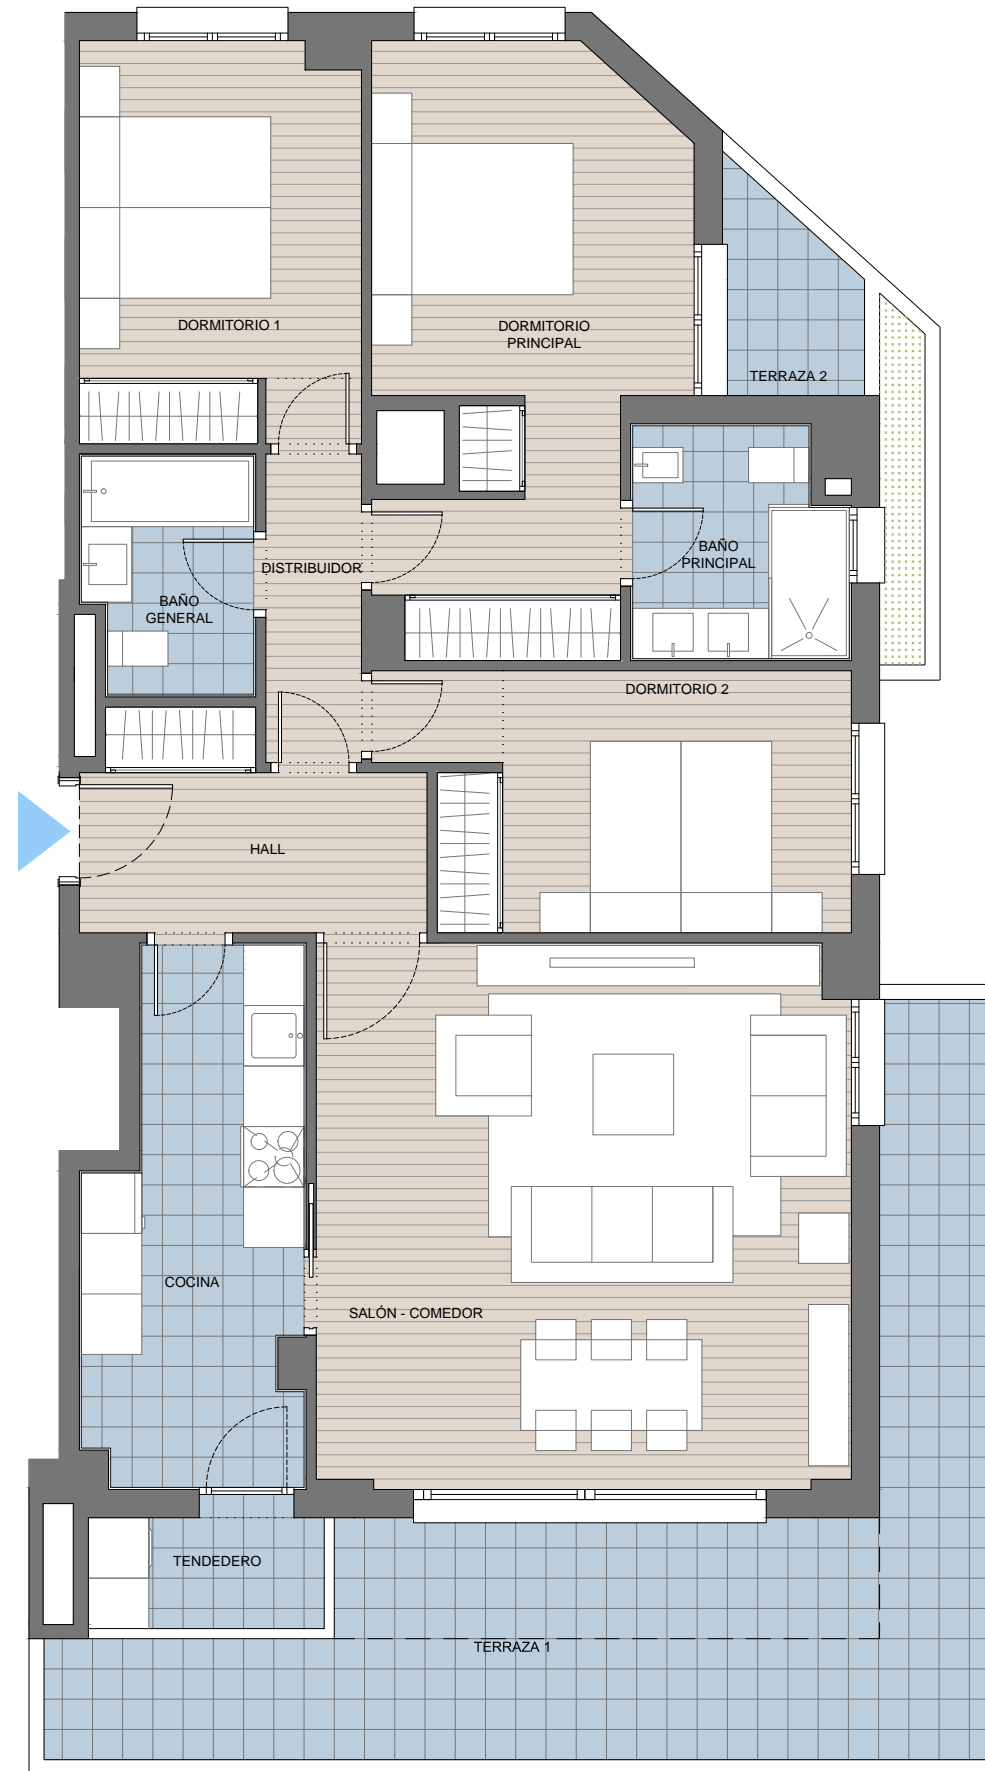 DORMITORIO 1
DORMITORIO
PRINCIPAL
TERRAZA 2
BAÑO
PRINCIPAL
DISTRIBUIDOR
BAÑO
GENERAL
DORMITORIO 2
HALL
COCINA
SALÓN - COMEDOR
TENDEDERO
TERRAZA 1